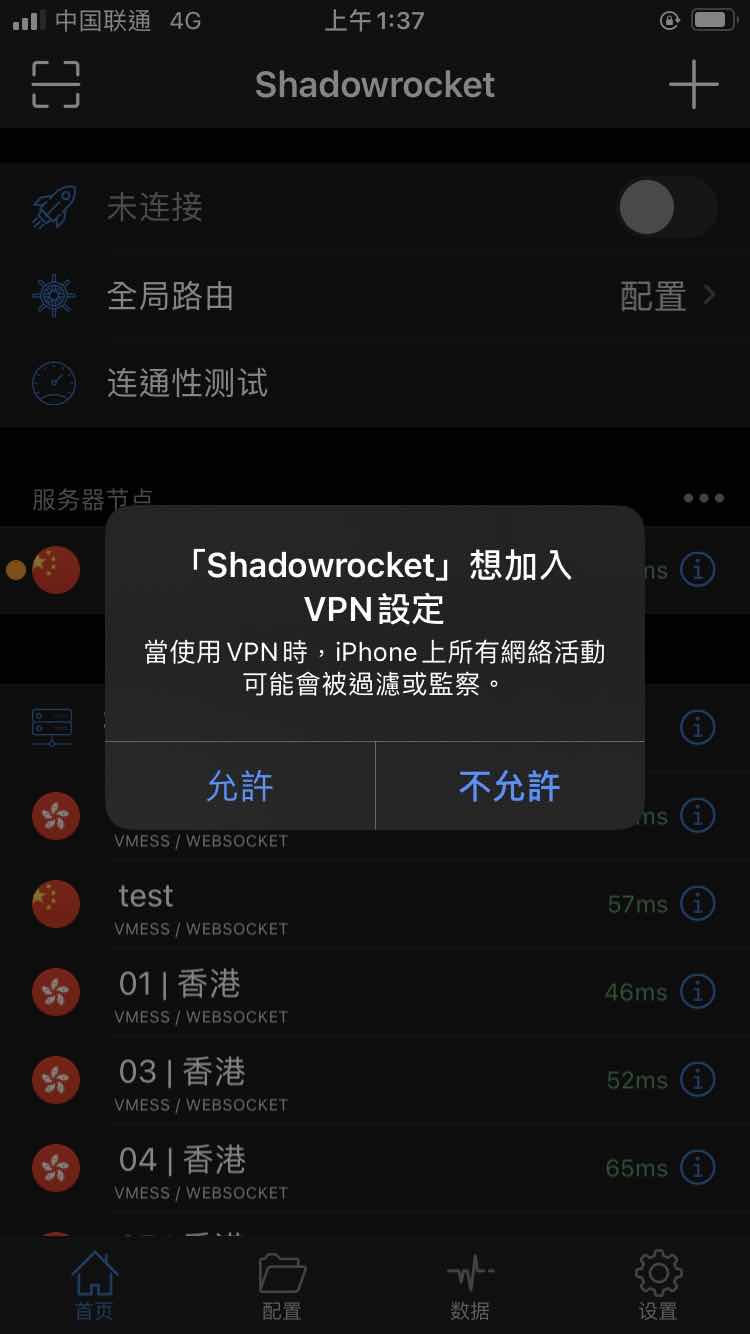 中国联通 4G 上午1:37
Shadowrocket
未连接
全局路由 配置
连通性测试
服务器节点
ms
「Shadowrocket」想加入
VPN設定
當使用VPN時，iPhone上所有網絡活動
可能會被過濾或監察。
允許 不允許
ms
VMESS / WEBSOCKET
test
57ms
VMESS / WEBSOCKET
01 | 香港
46ms
VMESS / WEBSOCKET
03 | 香港
52ms
VMESS / WEBSOCKET
04 | 香港
65ms
VMESS / WEBSOCKET
首页 配置 数据 设置